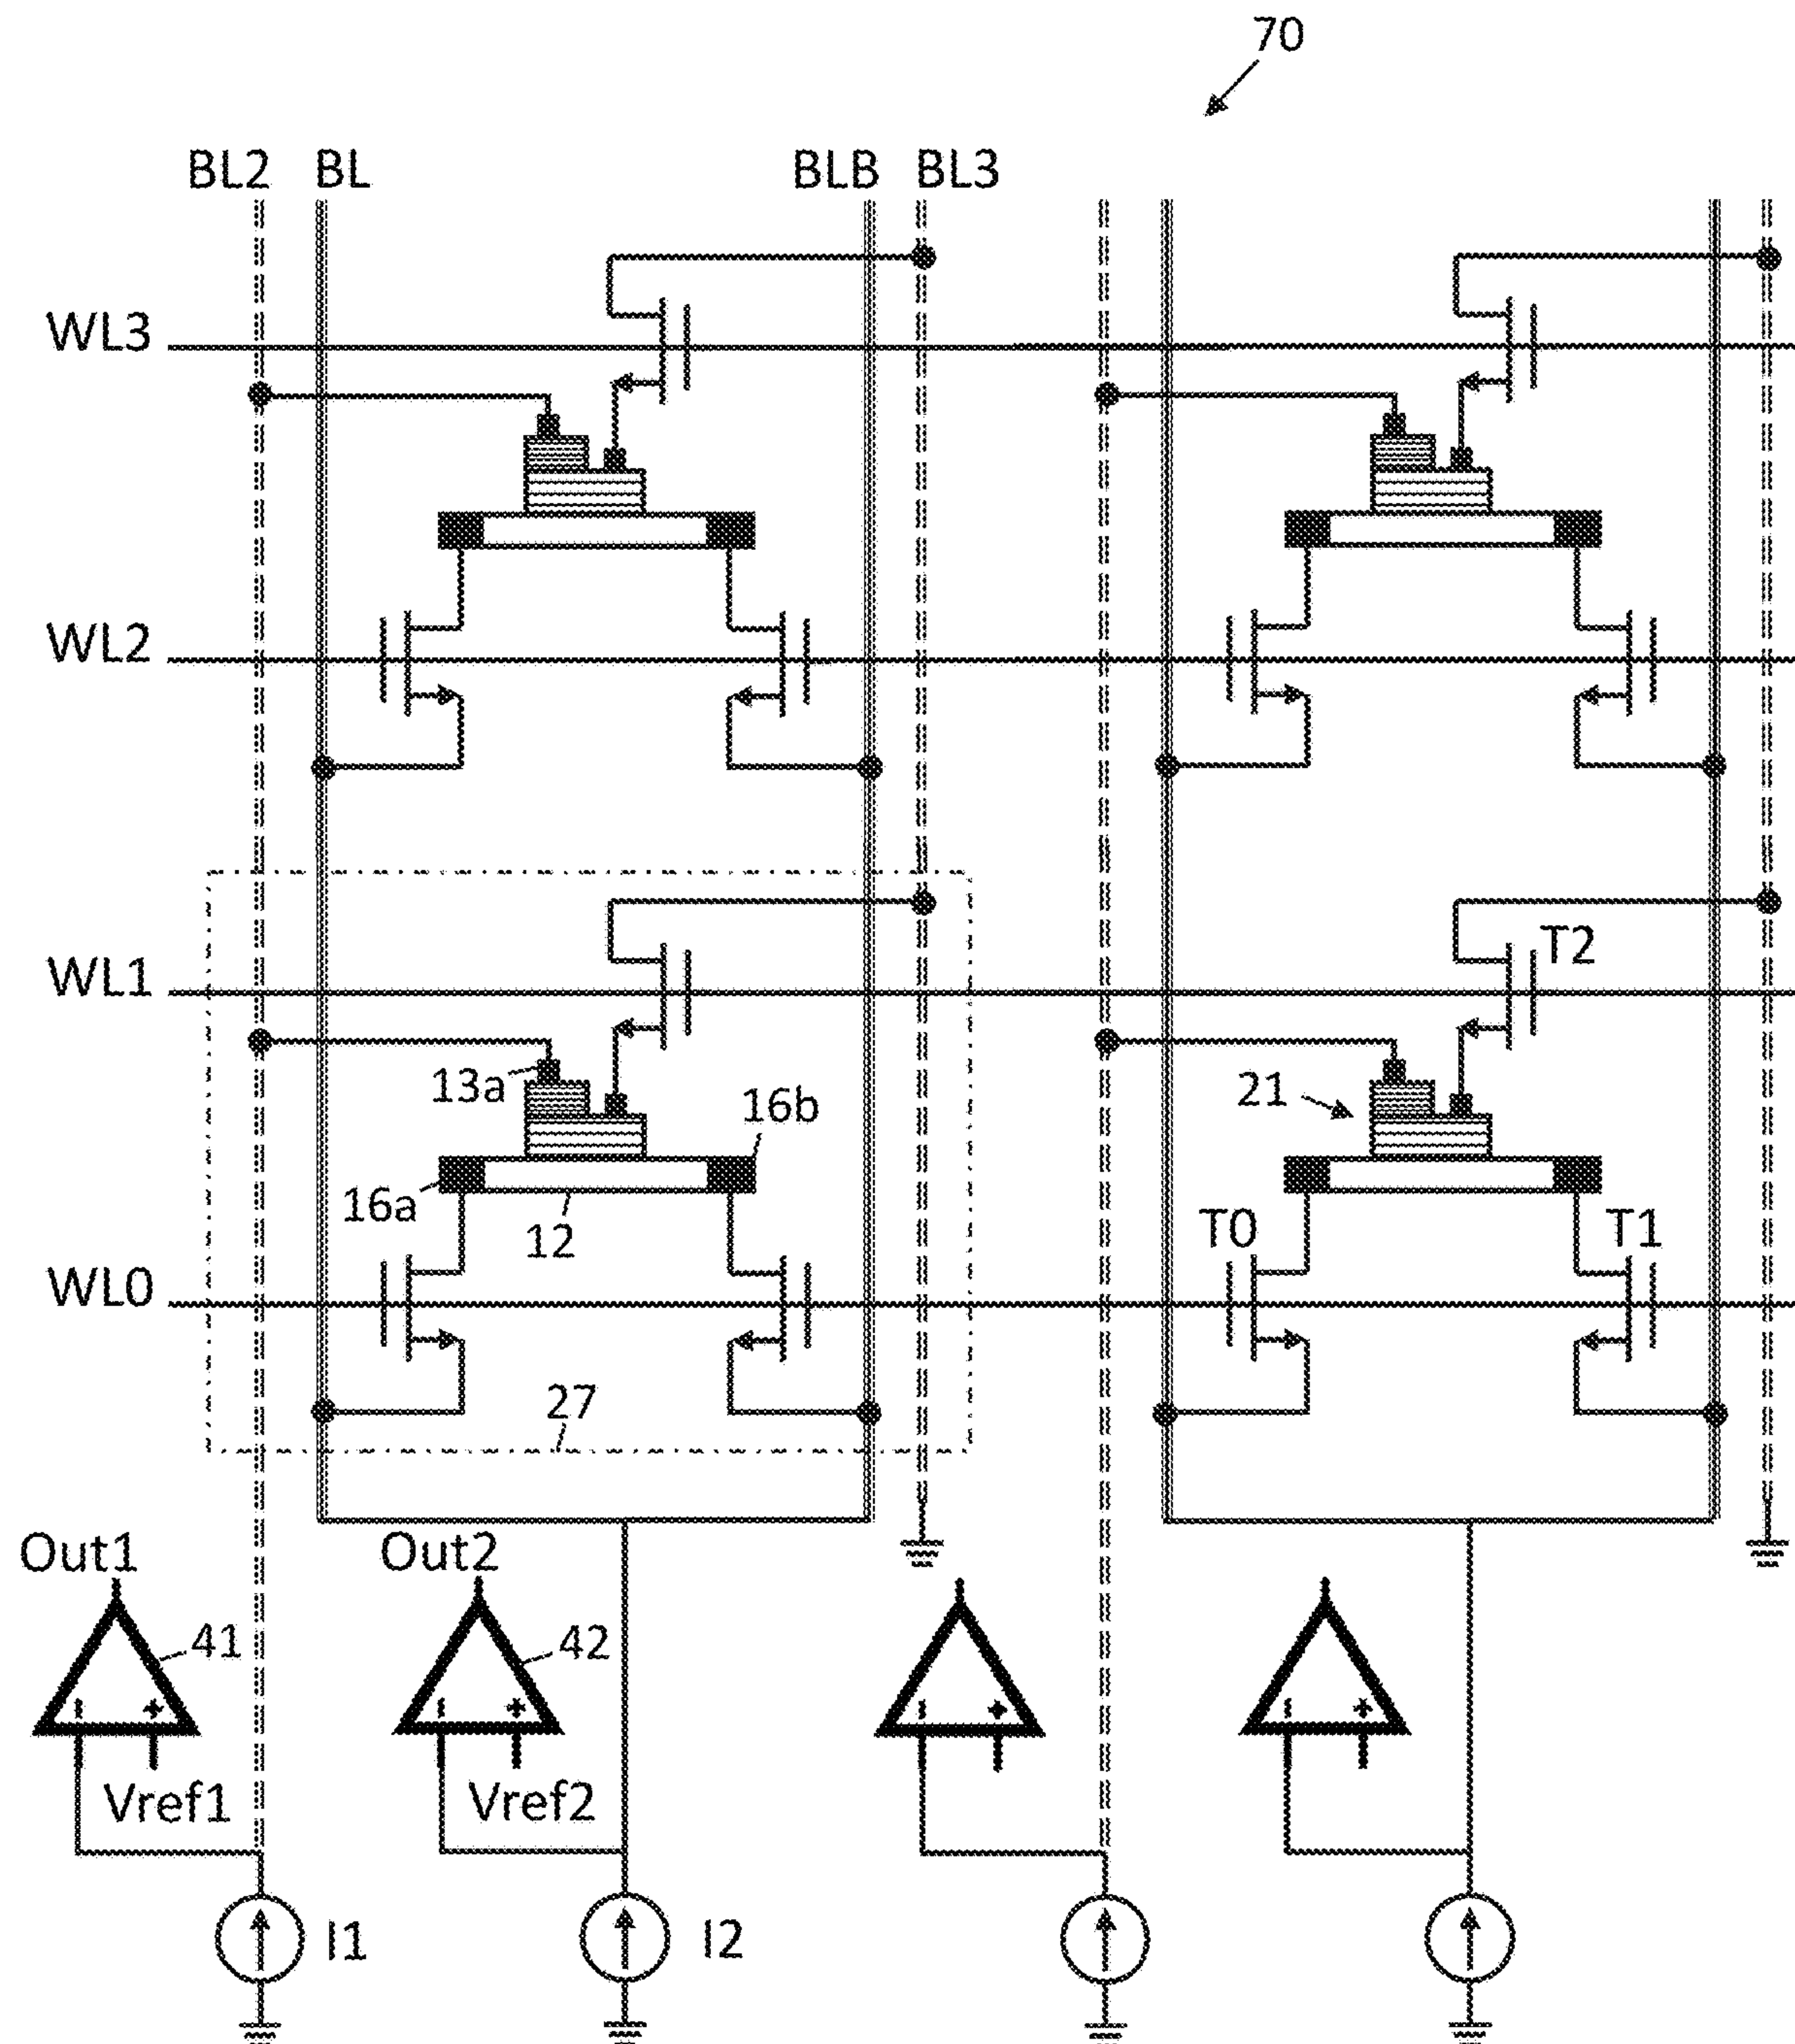 70
BL2 BL BLB BL3
WL3
WL2
WL1 T2
13a 16b 21
16a 12 T0 T1
WL0
27
Out1 Out2
41 42
- + - + - + - +
Vref1 Vref2
I1 I2